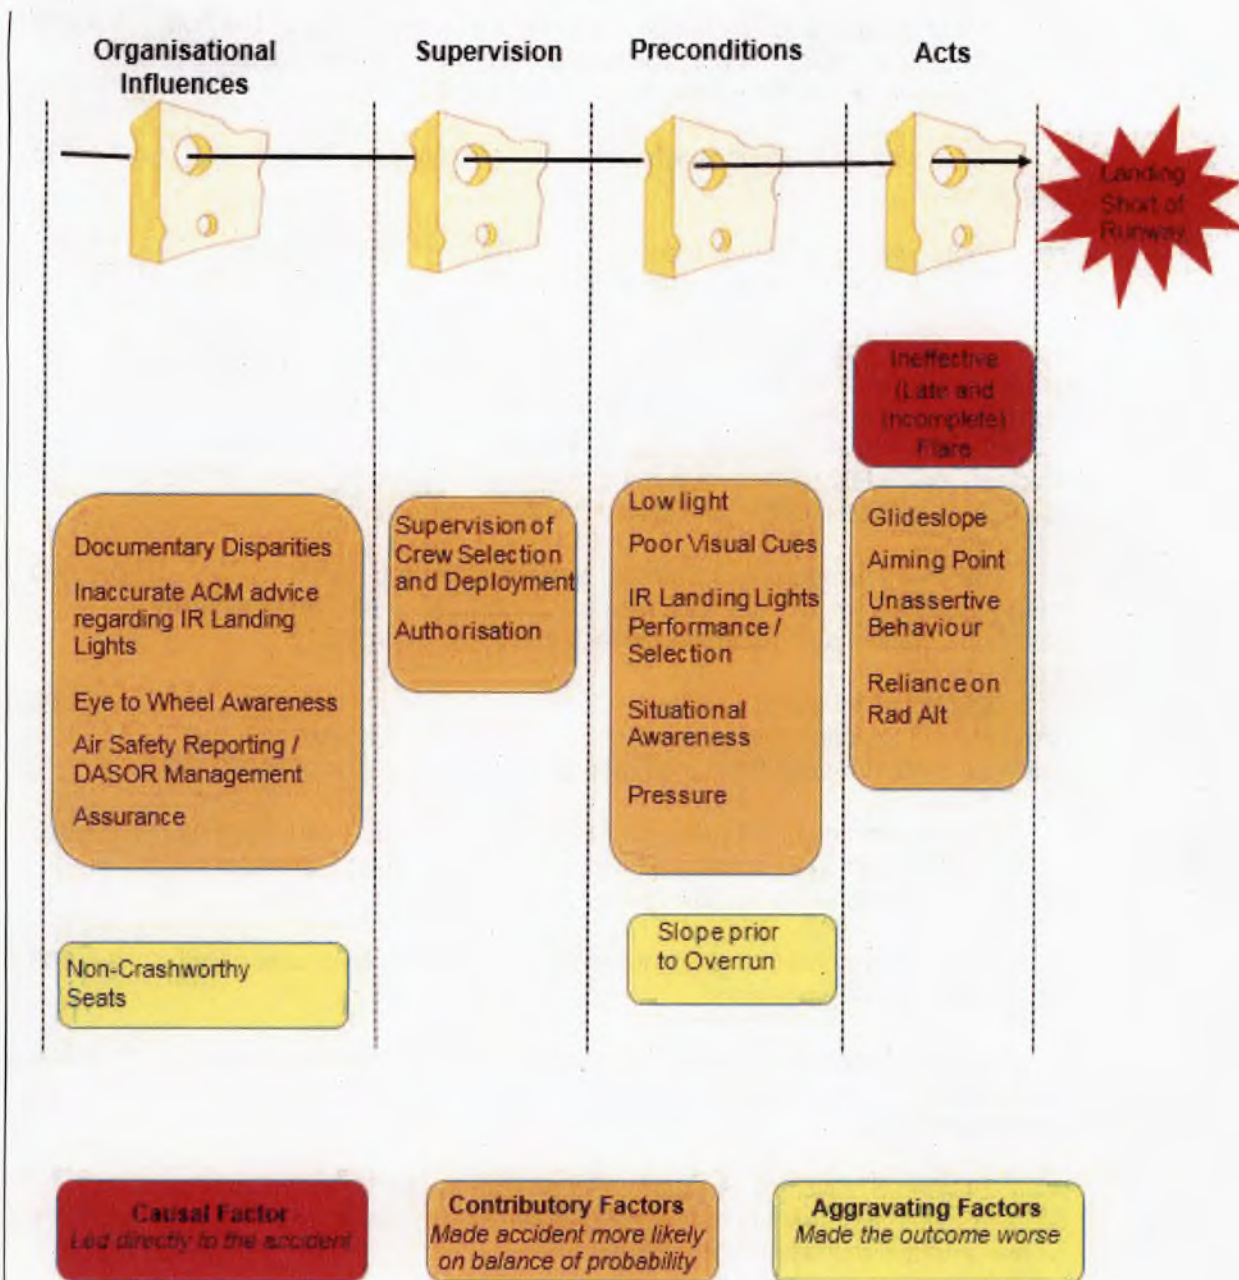 Organisational
Influences
Supervision
Preconditions
Acts
Landing
Short of
Runway
Ineffective
(Late and
Incomplete)
Flare
Documentary Disparities
Inaccurate ACM advice
regarding IR Landing
Lights
Eye to Wheel Awareness
Air Safety Reporting /
DASOR Management
Assurance
Supervision of
Crew Selection
and Deployment
Authorisation
Low light
Poor Visual Cues
IR Landing Lights
Performance /
Selection
Situational
Awareness
Pressure
Glideslope
Aiming Point
Unassertive
Behaviour
Reliance on
Rad Alt
Non-Crashworthy
Seats
Slope prior
to Overrun
Causal Factor
Led directly to the accident
Contributory Factors
Made accident more likely
on balance of probability
Aggravating Factors
Made the outcome worse